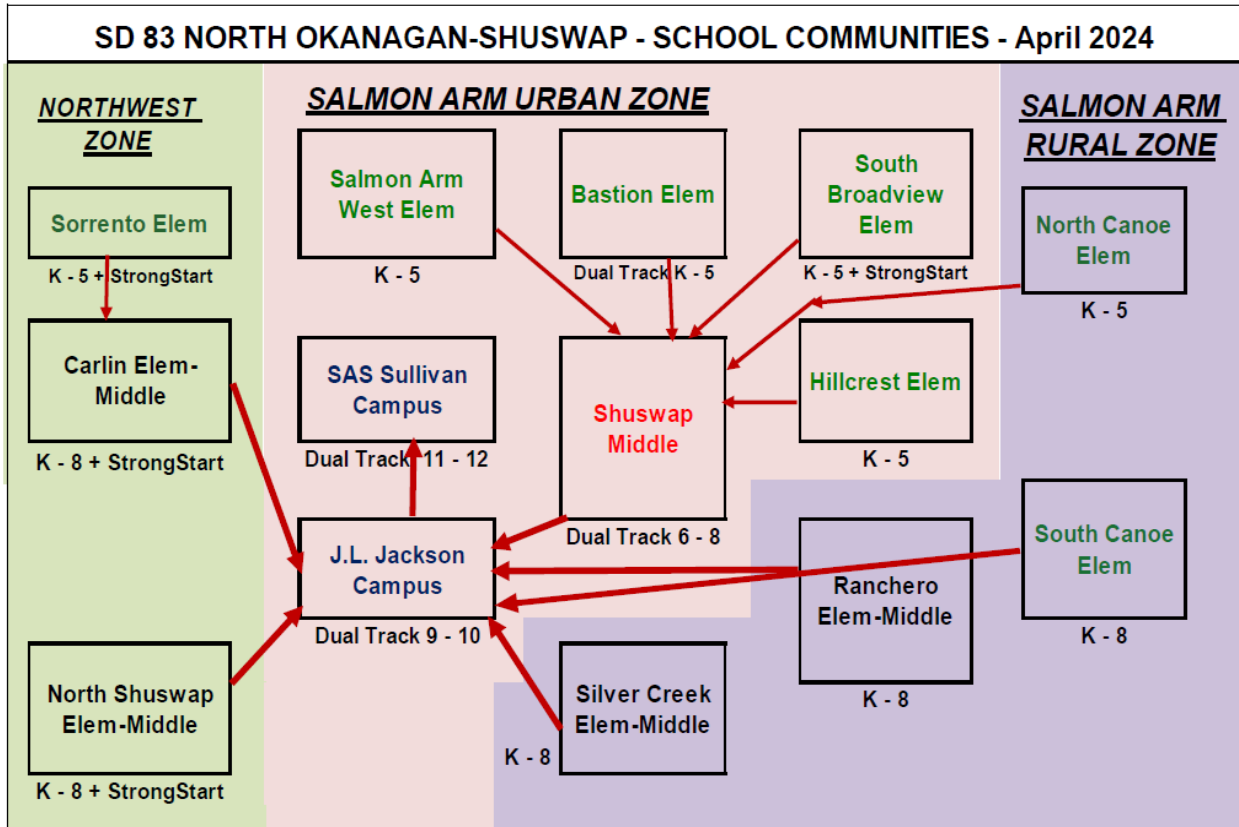 SD 83 NORTH OKANAGAN-SHUSWAP - SCHOOL COMMUNITIES - April 2024
NORTHWEST
ZONE
Sorrento Elem
K - 5 + StrongStart
Carlin Elem-
Middle
K - 8 + StrongStart
North Shuswap
Elem-Middle
K - 8 + StrongStart
SALMON ARM URBAN ZONE
Salmon Arm
West Elem
K - 5
Bastion Elem
Dual Track K - 5
South
Broadview
Elem
K - 5 + StrongStart
SAS Sullivan
Campus
Dual Track 11 - 12
Shuswap
Middle
Dual Track 6 - 8
Hillcrest Elem
K - 5
J.L. Jackson
Campus
Dual Track 9 - 10
SALMON ARM
RURAL ZONE
North Canoe
Elem
K - 5
South Canoe
Elem
K - 8
Ranchero
Elem-Middle
K - 8
Silver Creek
Elem-Middle
K - 8